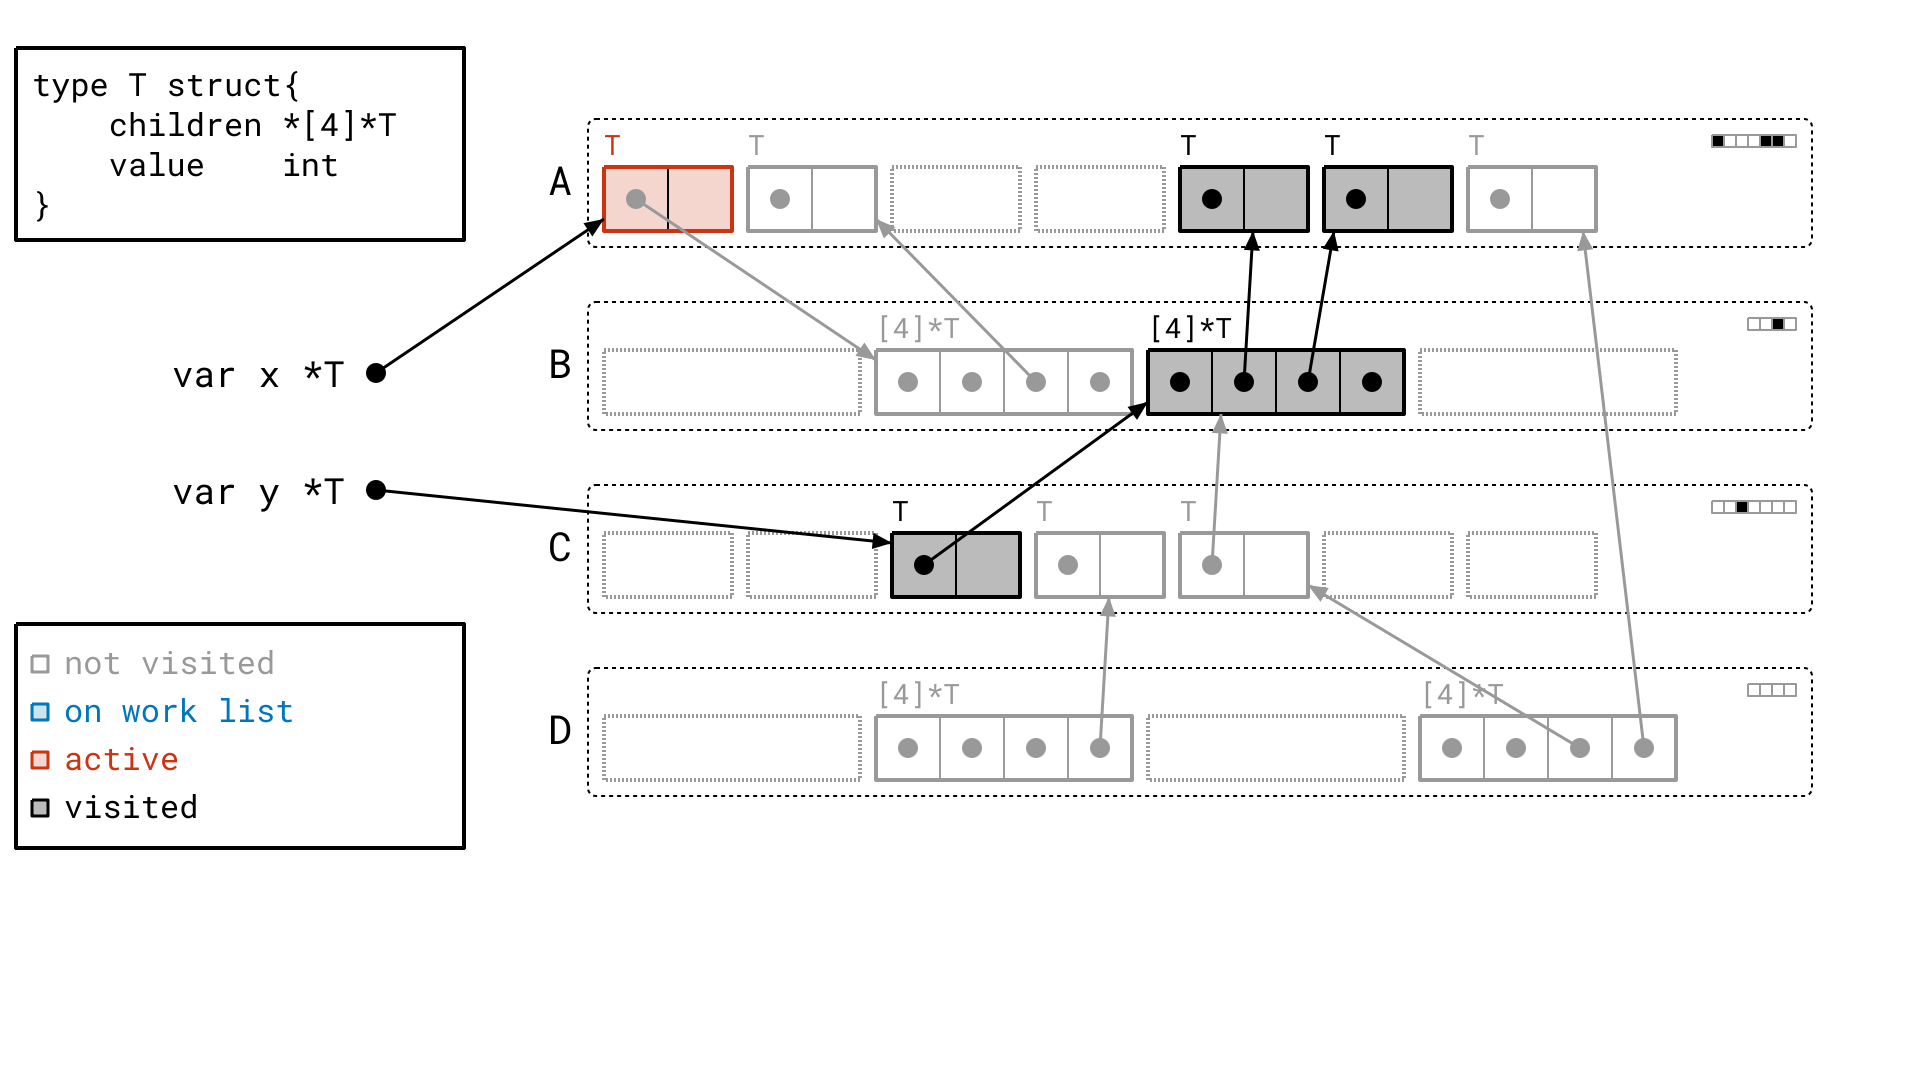 type T struct{
    children *[4]*T
    value    int
}
T T T T T
A
[4]*T [4]*T
B
var x *T
var y *T
T T T
C
not visited
on work list
active
visited
[4]*T [4]*T
D